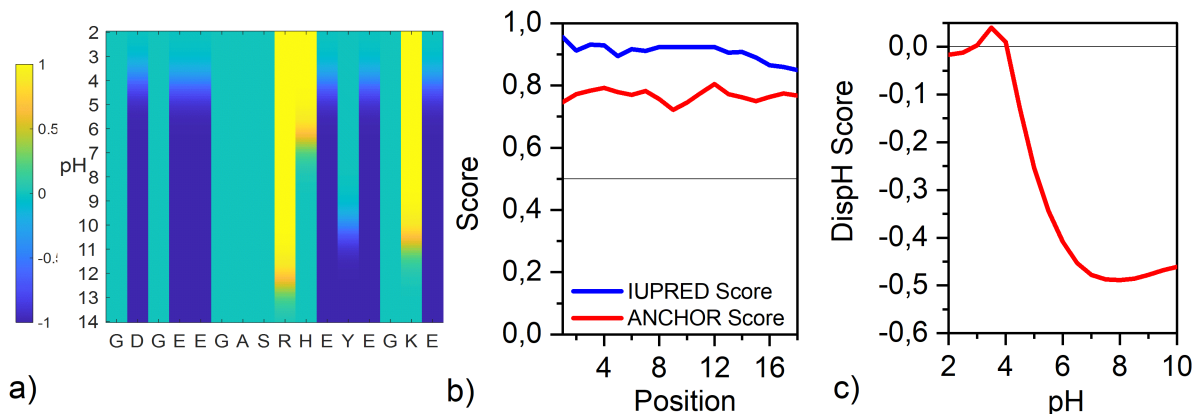 2
3
4
5
6
7
8
9
10
11
12
13
14
pH
1
0.5
0
-0.5
-1
G D G E E G A S R H E Y E G K E
a)
1,0
0,8
0,6
0,4
0,2
0,0
Score
IUPRED Score
ANCHOR Score
4 8 12 16
Position
b)
0,0
-0,1
-0,2
-0,3
-0,4
-0,5
-0,6
DispH Score
2 4 6 8 10
pH
c)